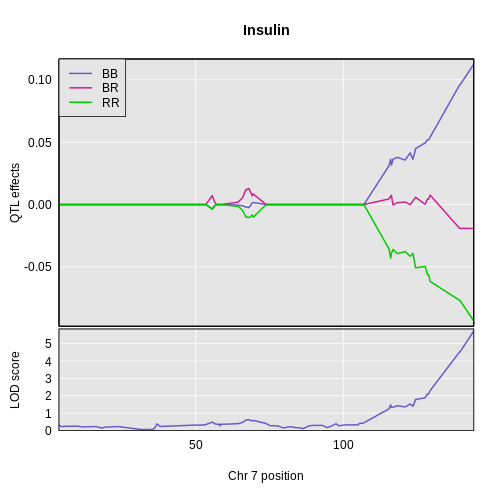 Insulin
BB
BR
RR
0.10
0.05
0.00
-0.05
QTL effects
5
4
3
2
1
0
LOD score
50
100
Chr 7 position